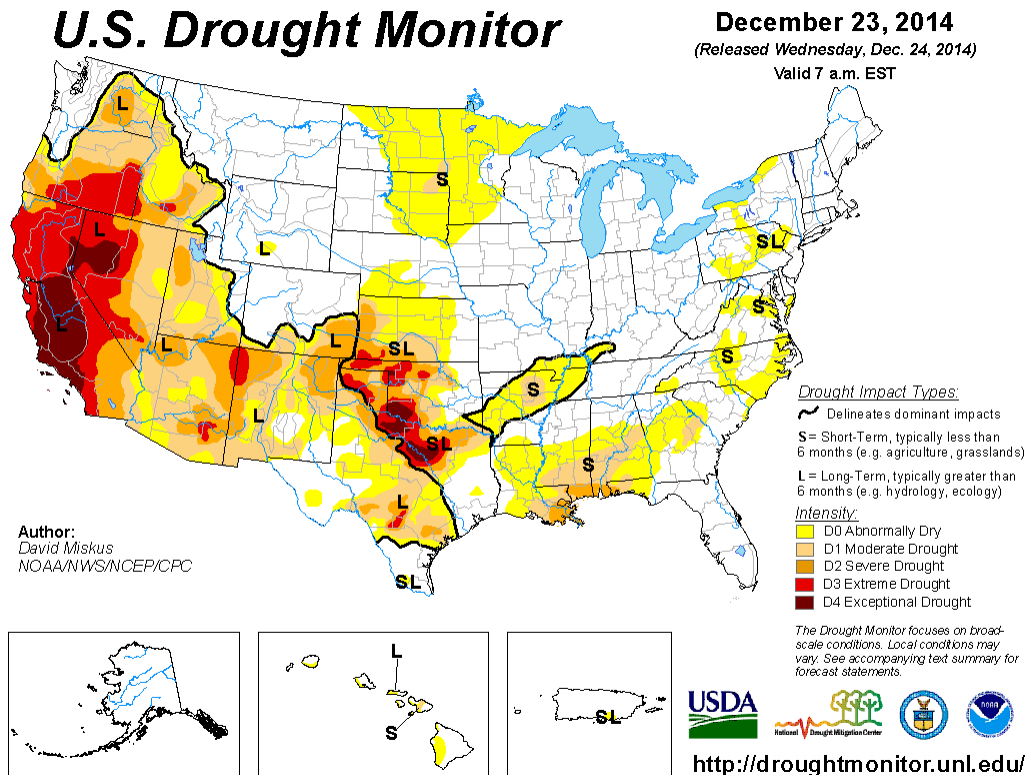 U.S. Drought Monitor
December 23, 2014
(Released Wednesday, Dec. 24, 2014)
Valid 7 a.m. EST
L
S
L
L
SL
S
L
L
L
SL
S
L
L
S
L
SL
S
L
SL
Drought Impact Types:
Delineates dominant impacts
S = Short-Term, typically less than
6 months (e.g. agriculture, grasslands)
L = Long-Term, typically greater than
6 months (e.g. hydrology, ecology)
Intensity:
D0 Abnormally Dry
D1 Moderate Drought
D2 Severe Drought
D3 Extreme Drought
D4 Exceptional Drought
Author:
David Miskus
NOAA/NWS/NCEP/CPC
The Drought Monitor focuses on broad-
scale conditions. Local conditions may
vary. See accompanying text summary for
forecast statements.
L
S
SL
USDA
National Drought Mitigation Center
NOAA
http://droughtmonitor.unl.edu/